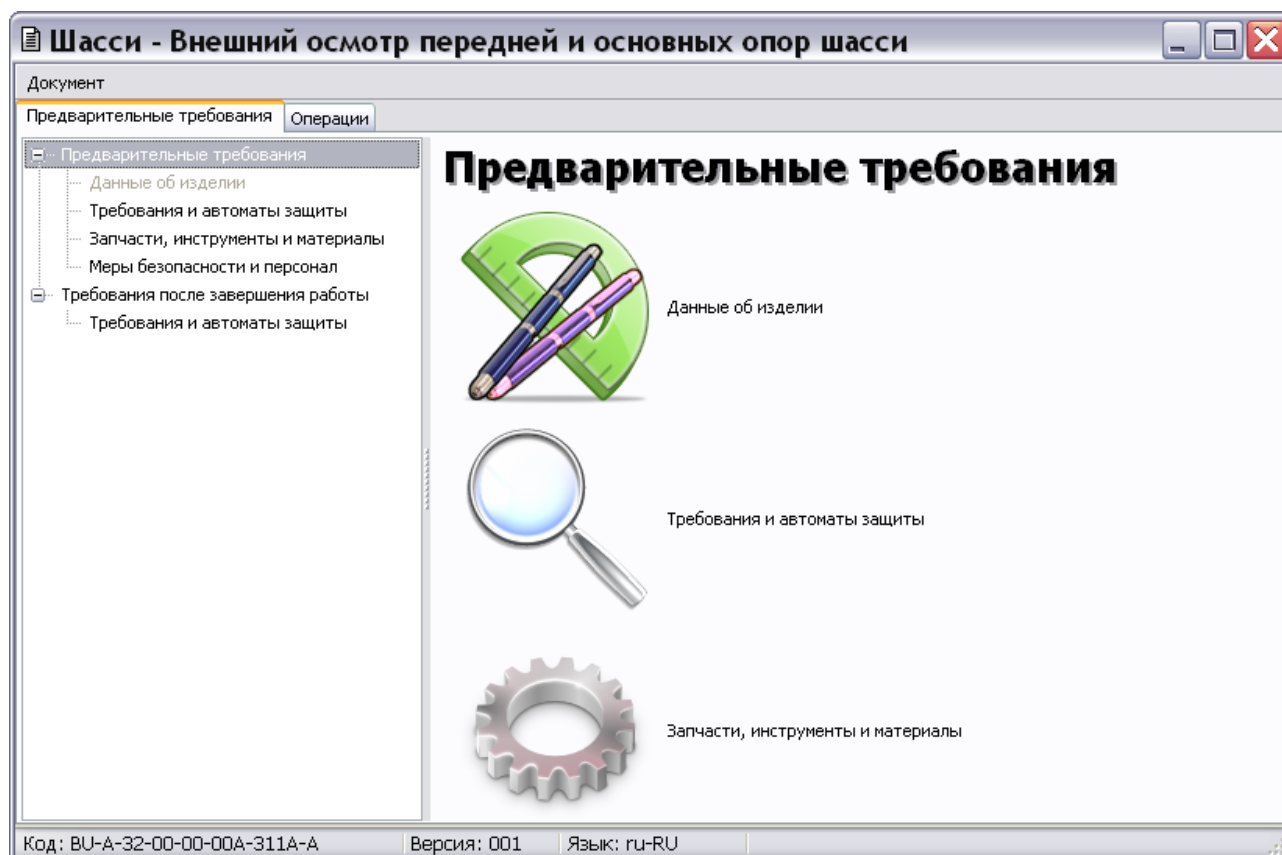 Шасси - Внешний осмотр передней и основных опор шасси
Документ
Предварительные требования Операции
Предварительные требования
Данные об изделии
Требования и автоматы защиты
Запчасти, инструменты и материалы
Меры безопасности и персонал
Требования после завершения работы
Требования и автоматы защиты
Предварительные требования
Данные об изделии
Требования и автоматы защиты
Запчасти, инструменты и материалы
Код: BU-A-32-00-00-00A-311A-A Версия: 001 Язык: ru-RU